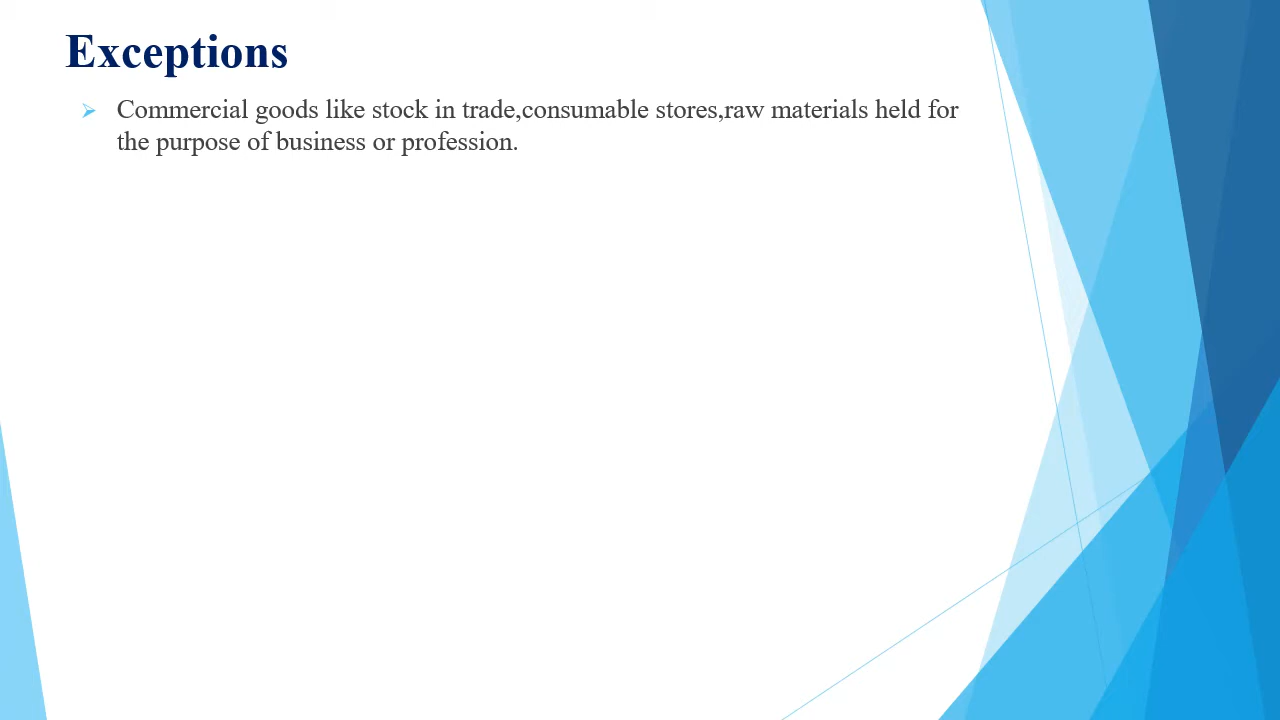 Exceptions
Commercial goods like stock in trade,consumable stores,raw materials held for
the purpose of business or profession.